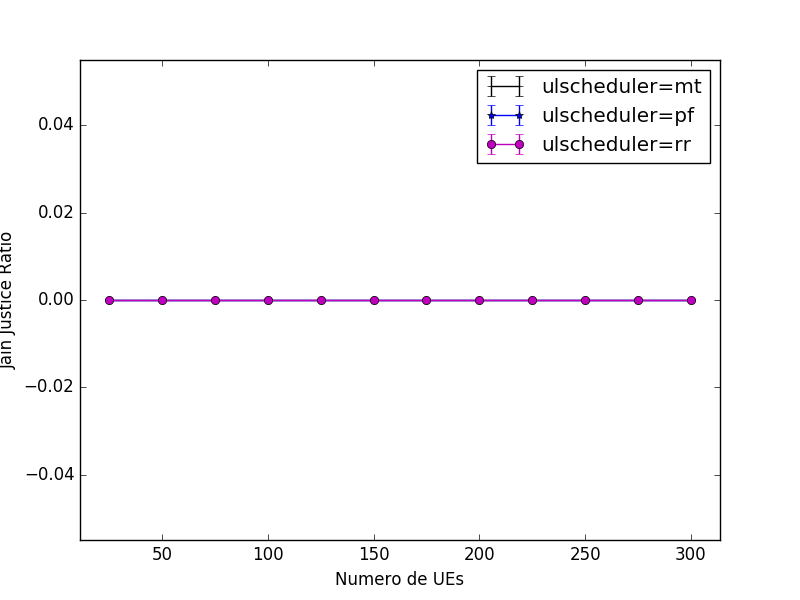 ulscheduler=mt
ulscheduler=pf
ulscheduler=rr
0.04
0.02
0.00
−0.02
−0.04
Jain Justice Ratio
50 100 150 200 250 300
Numero de UEs